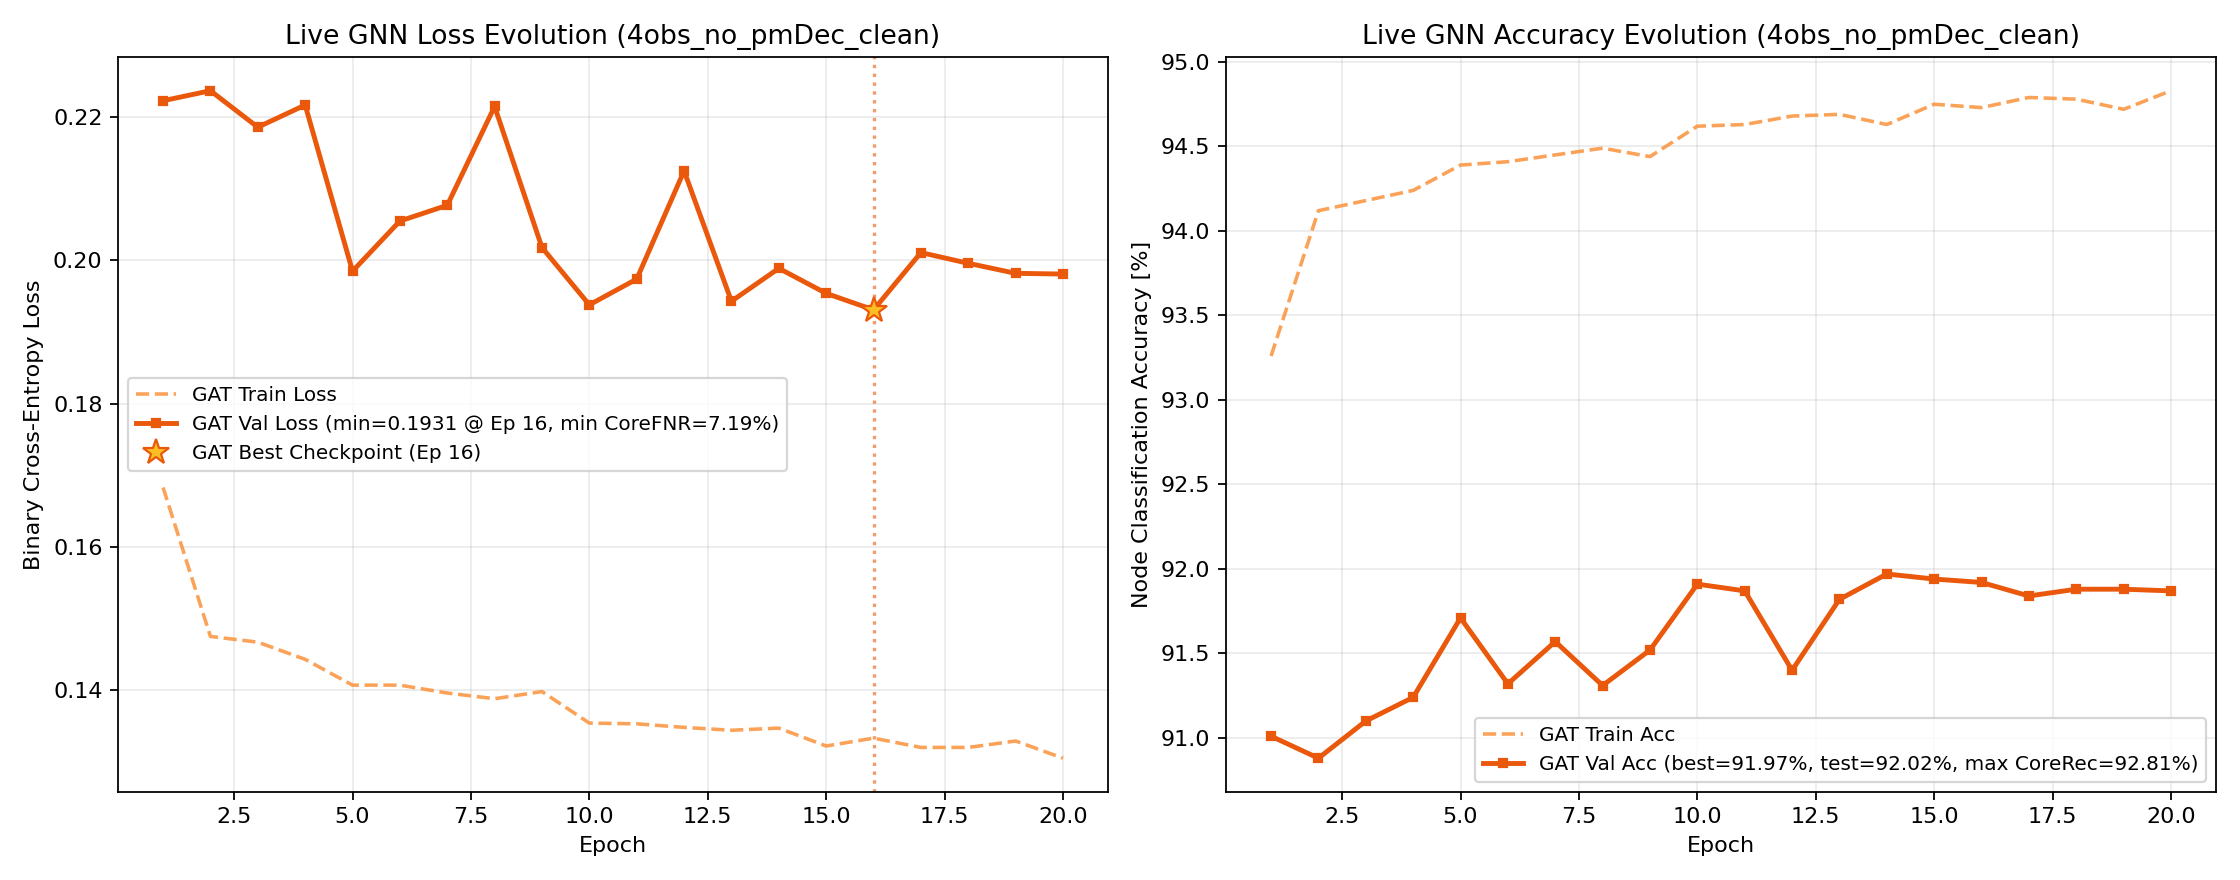 Live GNN Loss Evolution (4obs_no_pmDec_clean)
Binary Cross-Entropy Loss
0.22
0.20
0.18
0.16
0.14
GAT Train Loss
GAT Val Loss (min=0.1931 @ Ep 16, min CoreFNR=7.19%)
GAT Best Checkpoint (Ep 16)
2.5 5.0 7.5 10.0 12.5 15.0 17.5 20.0
Epoch
Live GNN Accuracy Evolution (4obs_no_pmDec_clean)
Node Classification Accuracy [%]
95.0
94.5
94.0
93.5
93.0
92.5
92.0
91.5
91.0
GAT Train Acc
GAT Val Acc (best=91.97%, test=92.02%, max CoreRec=92.81%)
2.5 5.0 7.5 10.0 12.5 15.0 17.5 20.0
Epoch